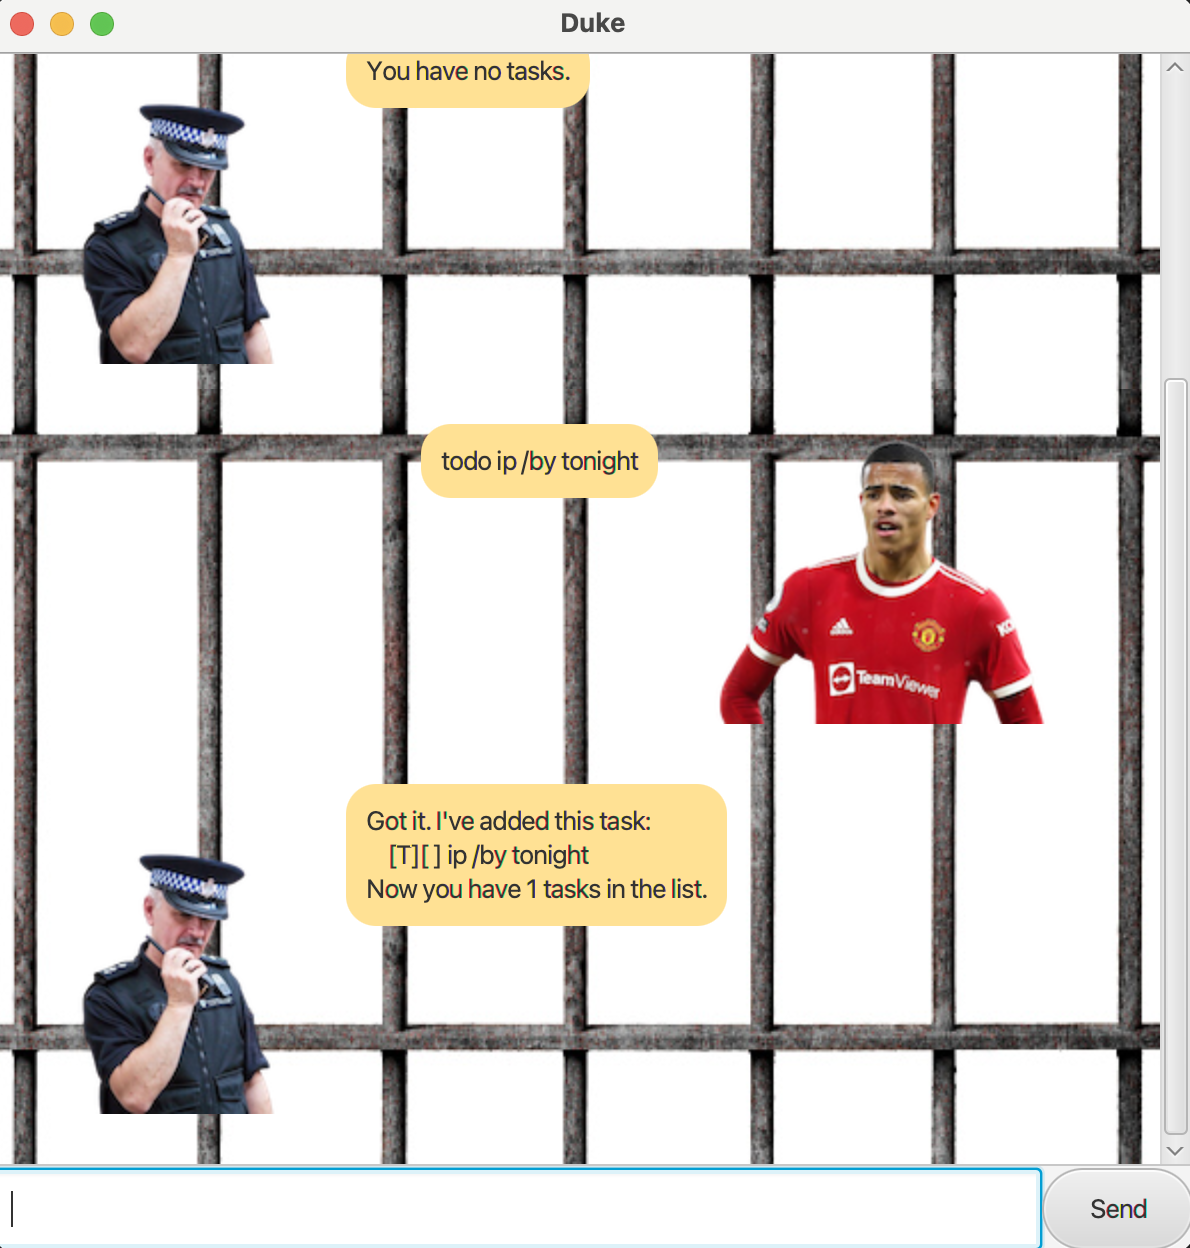 Duke
You have no tasks.
todo ip /by tonight
TeamViewer
Got it. I've added this task:
[T][ ] ip /by tonight
Now you have 1 tasks in the list.
Send